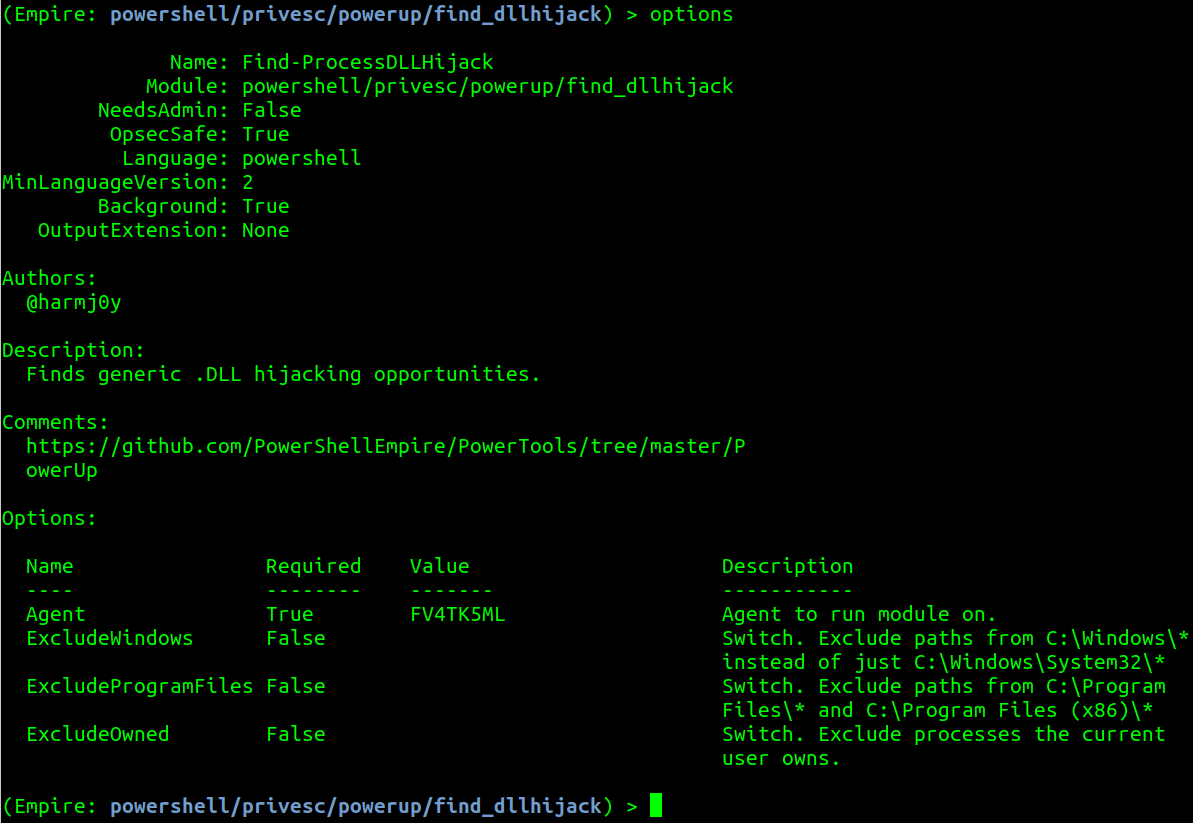 (Empire: powershell/privesc/powerup/find_dllhijack) > options
Name: Find-ProcessDLLHijack
Module: powershell/privesc/powerup/find_dllhijack
NeedsAdmin: False
OpsecSafe: True
Language: powershell
MinLanguageVersion: 2
Background: True
OutputExtension: None
Authors:
@harmj0y
Description:
Finds generic .DLL hijacking opportunities.
Comments:
https://github.com/PowerShellEmpire/PowerTools/tree/master/P
owerUp
Options:
Name Required Value Description
---- -------- ------- -----------
Agent True FV4TK5ML Agent to run module on.
ExcludeWindows False Switch. Exclude paths from C:\Windows\*
instead of just C:\Windows\System32\*
ExcludeProgramFiles False Switch. Exclude paths from C:\Program
Files\* and C:\Program Files (x86)\*
ExcludeOwned False Switch. Exclude processes the current
user owns.
(Empire: powershell/privesc/powerup/find_dllhijack) >